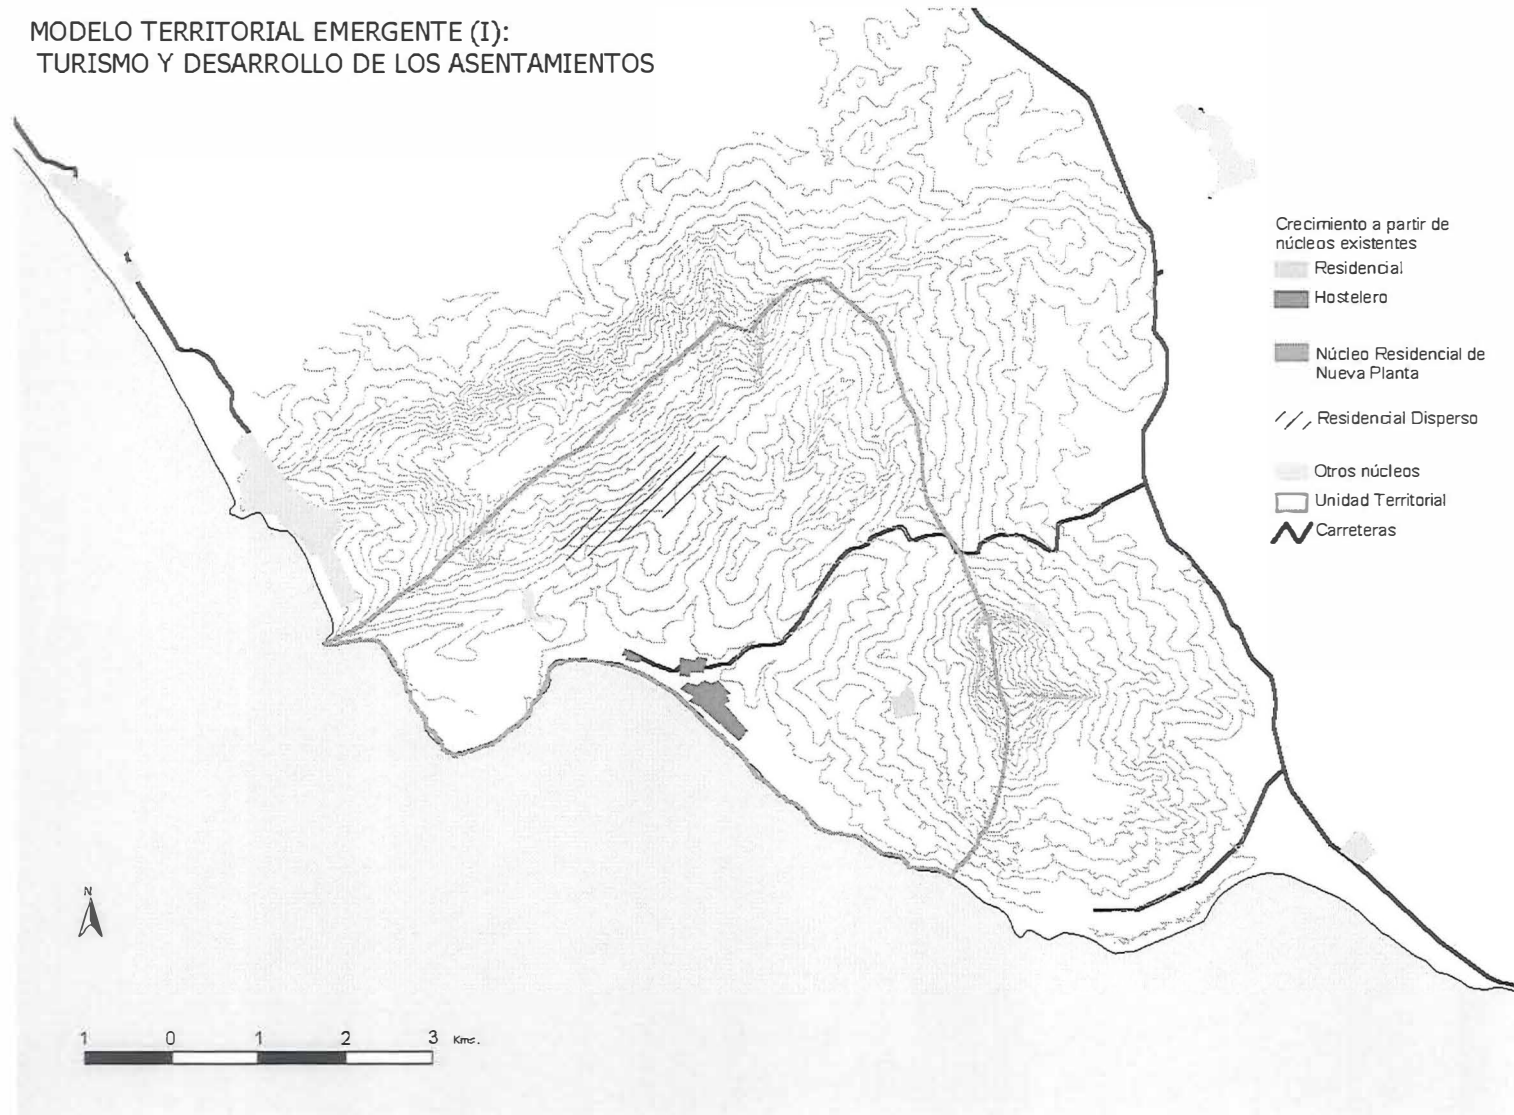 MODELO TERRITORIAL EMERGENTE (I):
TURISMO Y DESARROLLO DE LOS ASENTAMIENTOS
Crecimiento a partir de
núcleos existentes
Residencial
Hostelero
Núcleo Residencial de
Nueva Planta
Residencial Disperso
Otros núcleos
Unidad Territorial
Carreteras
N
1 0 1 2 3 Kms.